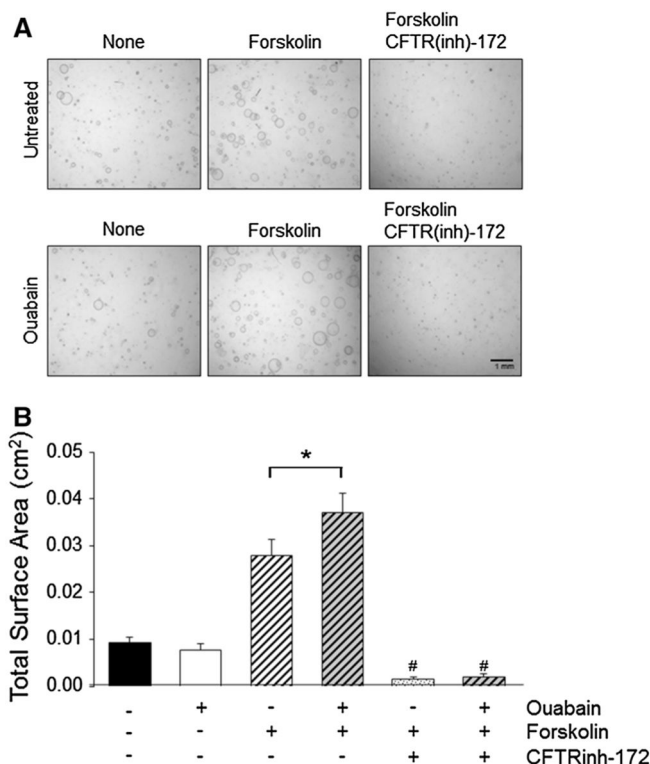 A
None Forskolin Forskolin
CFTR(inh)-172
Untreated
None Forskolin Forskolin
CFTR(inh)-172
Ouabain
1 mm
B
Total Surface Area (cm²)
0.05
0.04
0.03
0.02
0.01
0.00
*
# #
- + - + - + Ouabain
- - + + + + Forskolin
- - - - + + CFTRinh-172